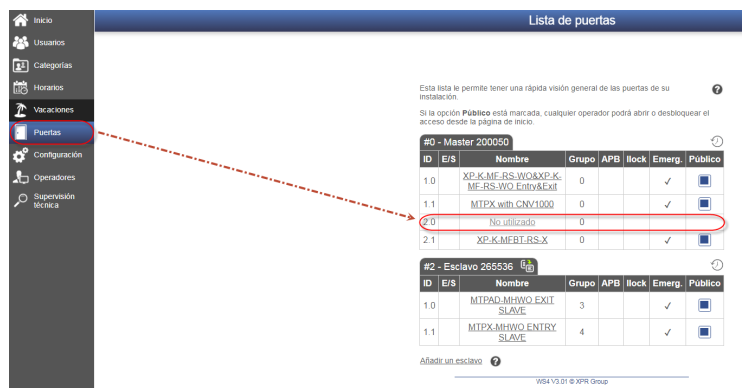 Inicio
Usuarios
Categorías
Horarios
Vacaciones
Puertas
Configuración
Operadores
Supervisión
técnica
Lista de puertas
Esta lista le permite tener una rápida visión general de las puertas de su
instalación.
Si la opción Público está marcada, cualquier operador podrá abrir o desbloquear el
acceso desde la página de inicio.
#0 - Master 200050
ID E/S Nombre Grupo APB Ilock Emerg. Público
1.0 XP-K-MF-RS-WO&XP-K-
MF-RS-WO Entry&Exit 0 ✓
1.1 MTPX with CNV1000 0 ✓
2.0 No utilizado 0
2.1 XP-K-MFBT-RS-X 0 ✓
#2 - Esclavo 265536
ID E/S Nombre Grupo APB Ilock Emerg. Público
1.0 MTPAD-MHWO EXIT
SLAVE 3 ✓
1.1 MTPX-MHWO ENTRY
SLAVE 4 ✓
Añadir un esclavo
WS4 V3.01 © XPR Group